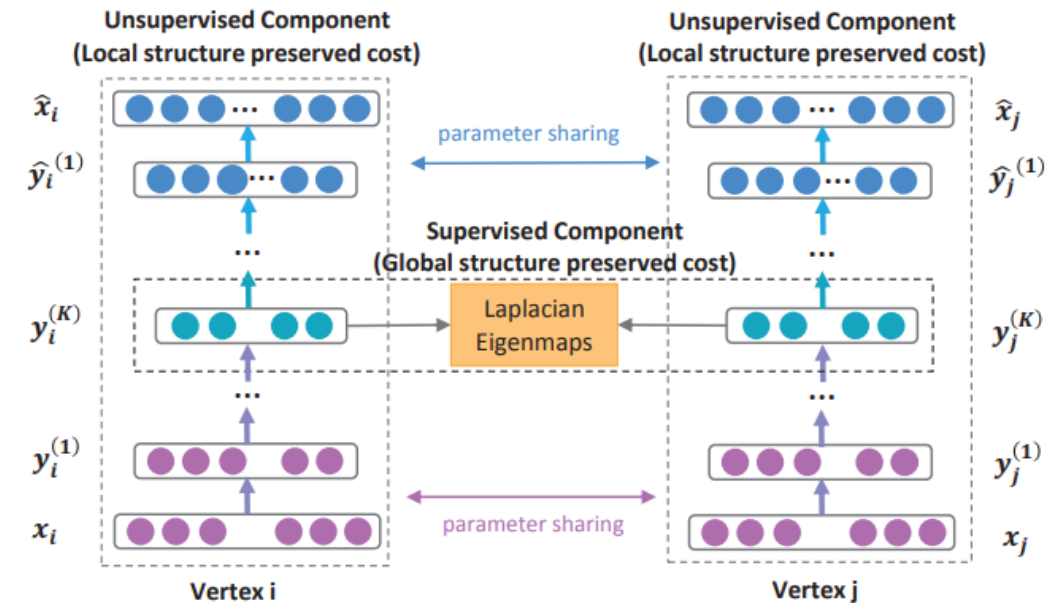 Unsupervised Component
(Local structure preserved cost)
Unsupervised Component
(Local structure preserved cost)
x̂ᵢ
...
... 
x̂ⱼ
parameter sharing
ŷᵢ⁽¹⁾
...
...
ŷⱼ⁽¹⁾
...
Supervised Component
(Global structure preserved cost)
...
yᵢ⁽ᴷ⁾
Laplacian
Eigenmaps
yⱼ⁽ᴷ⁾
...
...
yᵢ⁽¹⁾
yⱼ⁽¹⁾
parameter sharing
xᵢ
xⱼ
Vertex i
Vertex j